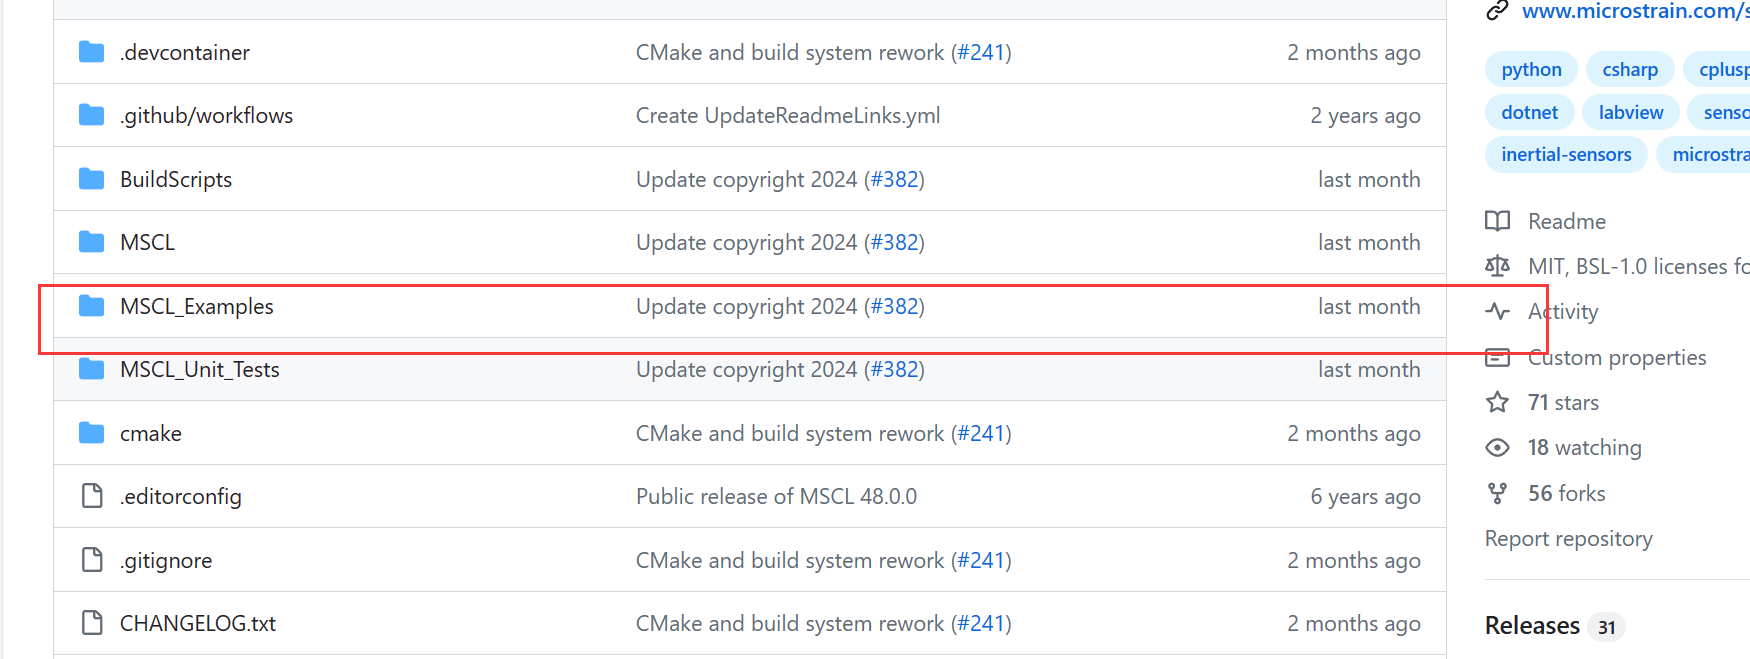 .devcontainer CMake and build system rework (#241) 2 months ago
.github/workflows Create UpdateReadmeLinks.yml 2 years ago
BuildScripts Update copyright 2024 (#382) last month
MSCL Update copyright 2024 (#382) last month
MSCL_Examples Update copyright 2024 (#382) last month
MSCL_Unit_Tests Update copyright 2024 (#382) last month
cmake CMake and build system rework (#241) 2 months ago
.editorconfig Public release of MSCL 48.0.0 6 years ago
.gitignore CMake and build system rework (#241) 2 months ago
CHANGELOG.txt CMake and build system rework (#241) 2 months ago
www.microstrain.com/s
python csharp cplusp
dotnet labview senso
inertial-sensors microstra
Readme
MIT, BSL-1.0 licenses fo
Activity
Custom properties
71 stars
18 watching
56 forks
Report repository
Releases 31